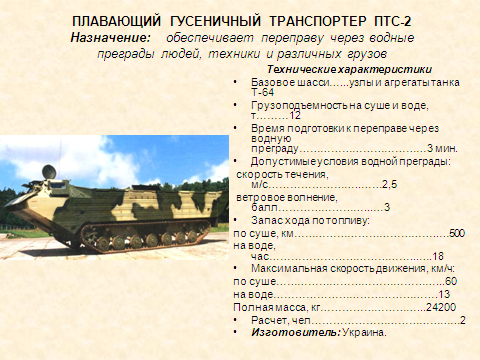 ПЛАВАЮЩИЙ ГУСЕНИЧНЫЙ ТРАНСПОРТЕР ПТС-2
Назначение: обеспечивает переправу через водные
преграды людей, техники и различных грузов
Технические характеристики
• Базовое шасси…...узлы и агрегаты танка
Т-64
• Грузоподъемность на суше и воде,
т………12
• Время подготовки к переправе через
водную
преграду…………………………….3 мин.
• Допустимые условия водной преграды:
скорость течения,
м/с……………………….2,5
ветровое волнение,
балл……………………….3
• Запас хода по топливу:
по суше, км…………………………………500
на воде,
час………………………………….18
• Максимальная скорость движения, км/ч:
по суше……………………………………..60
на воде…………………………………….13
Полная масса, кг……………………...24200
• Расчет, чел………………………………..2
• Изготовитель: Украина.